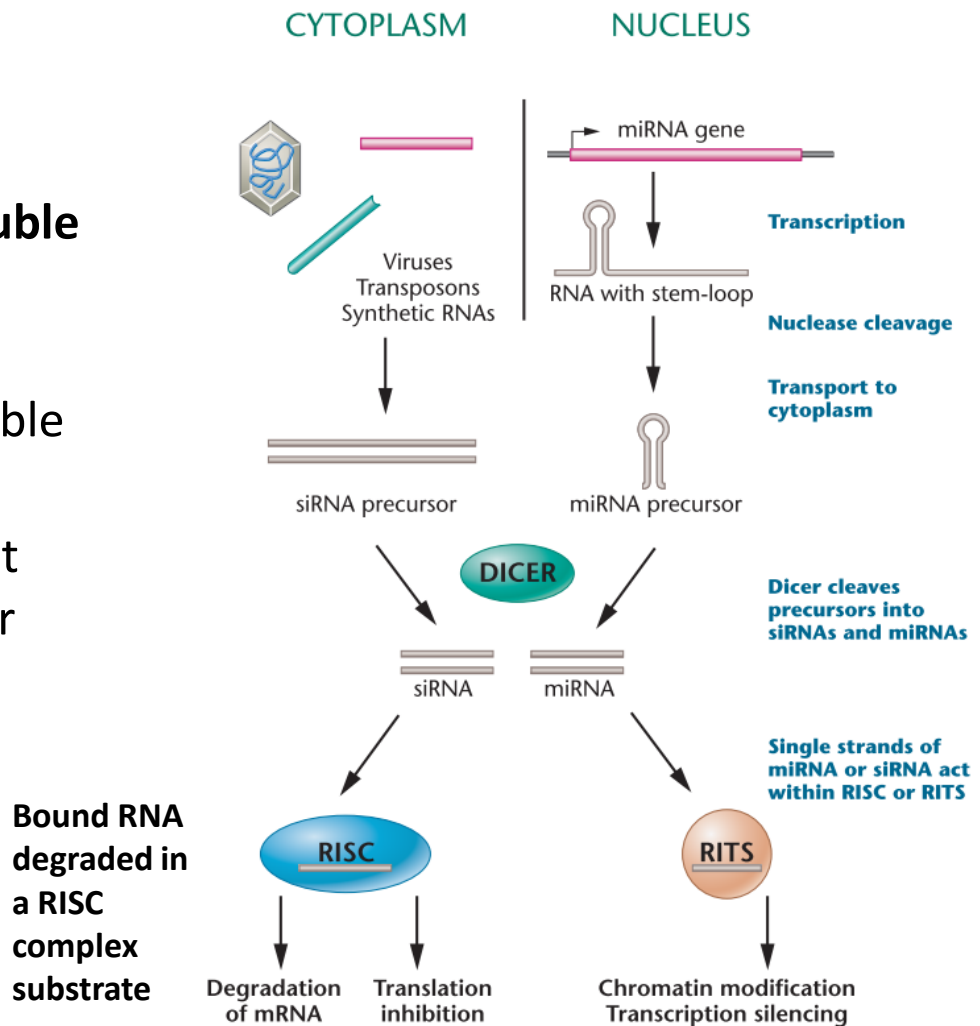 CYTOPLASM
NUCLEUS
miRNA gene
uble
Transcription
Viruses
Transposons
Synthetic RNAs
RNA with stem-loop
Nuclease cleavage
Transport to
cytoplasm
ble
siRNA precursor
miRNA precursor
t
r
DICER
Dicer cleaves
precursors into
siRNAs and miRNAs
siRNA
miRNA
Single strands of
miRNA or siRNA act
within RISC or RITS
Bound RNA
degraded in
a RISC
complex
substrate
RISC
RITS
Degradation
of mRNA
Translation
inhibition
Chromatin modification
Transcription silencing